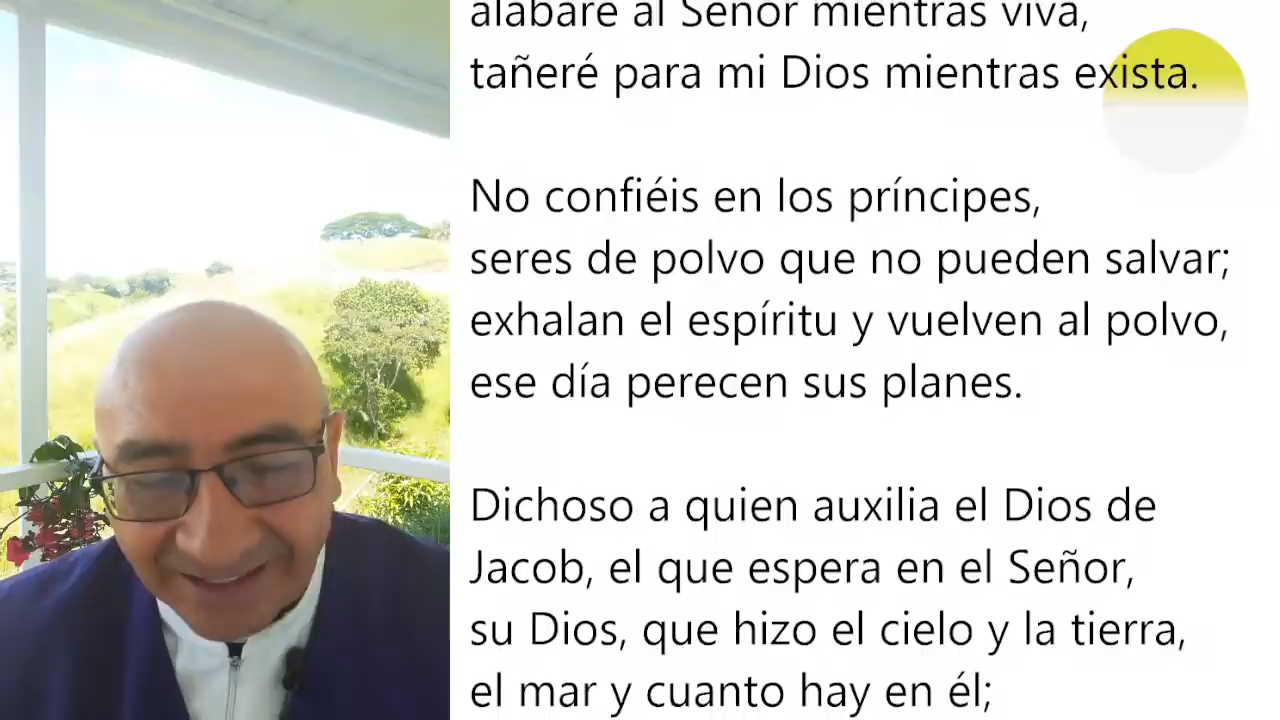 alabaré al Señor mientras viva,
tañeré para mi Dios mientras exista.
No confiéis en los príncipes,
seres de polvo que no pueden salvar;
exhalan el espíritu y vuelven al polvo,
ese día perecen sus planes.
Dichoso a quien auxilia el Dios de
Jacob, el que espera en el Señor,
su Dios, que hizo el cielo y la tierra,
el mar y cuanto hay en él;